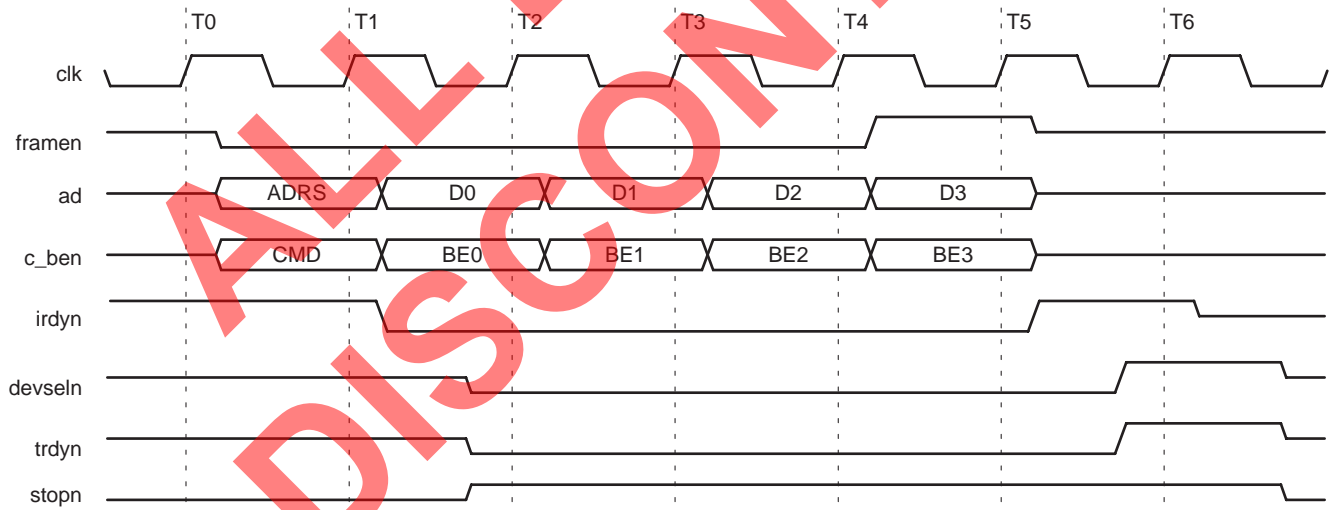 T0 T1 T2 T3 T4 T5 T6
clk
framen
ad ADRS D0 D1 D2 D3
c_ben CMD BE0 BE1 BE2 BE3
irdyn
devseln
trdyn
stopn
ALL
DISCON